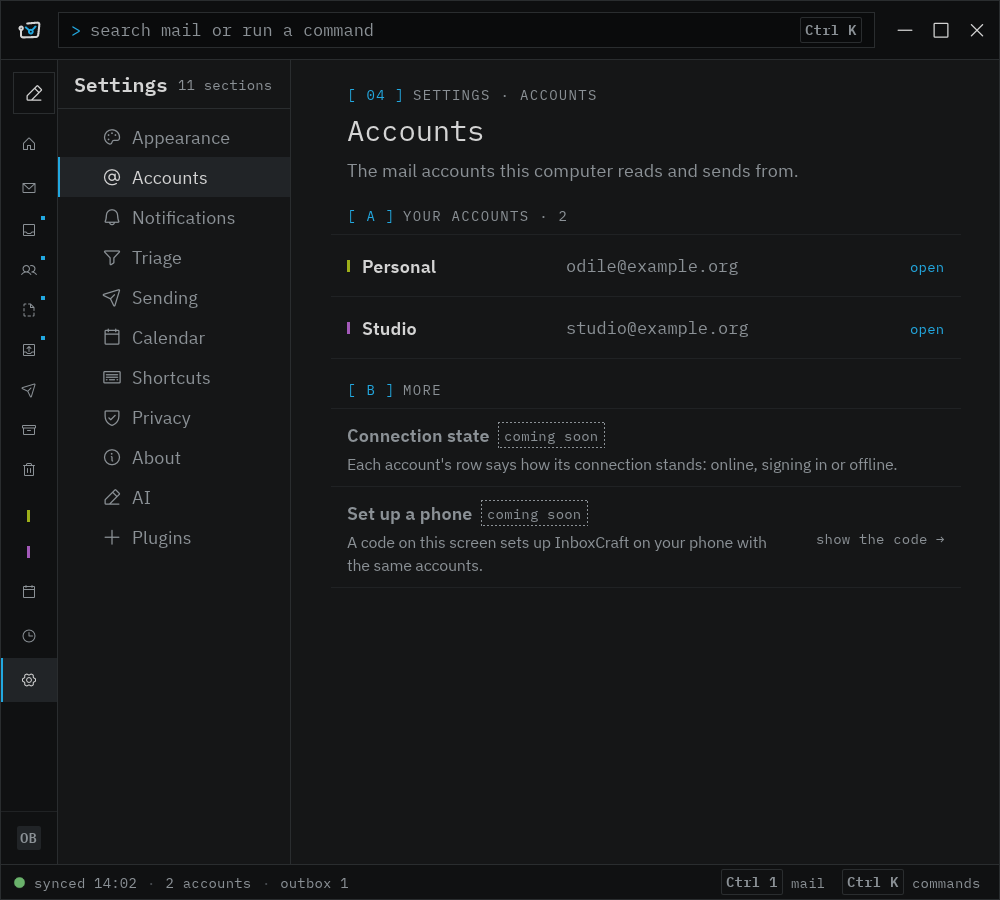 > search mail or run a command Ctrl K
Settings 11 sections
Appearance
Accounts
Notifications
Triage
Sending
Calendar
Shortcuts
Privacy
About
AI
Plugins
[ 04 ] SETTINGS · ACCOUNTS
Accounts
The mail accounts this computer reads and sends from.
[ A ] YOUR ACCOUNTS · 2
Personal odile@example.org open
Studio studio@example.org open
[ B ] MORE
Connection state coming soon
Each account's row says how its connection stands: online, signing in or offline.
Set up a phone coming soon
A code on this screen sets up InboxCraft on your phone with
the same accounts.
show the code →
OB
synced 14:02 · 2 accounts · outbox 1 Ctrl 1 mail Ctrl K commands